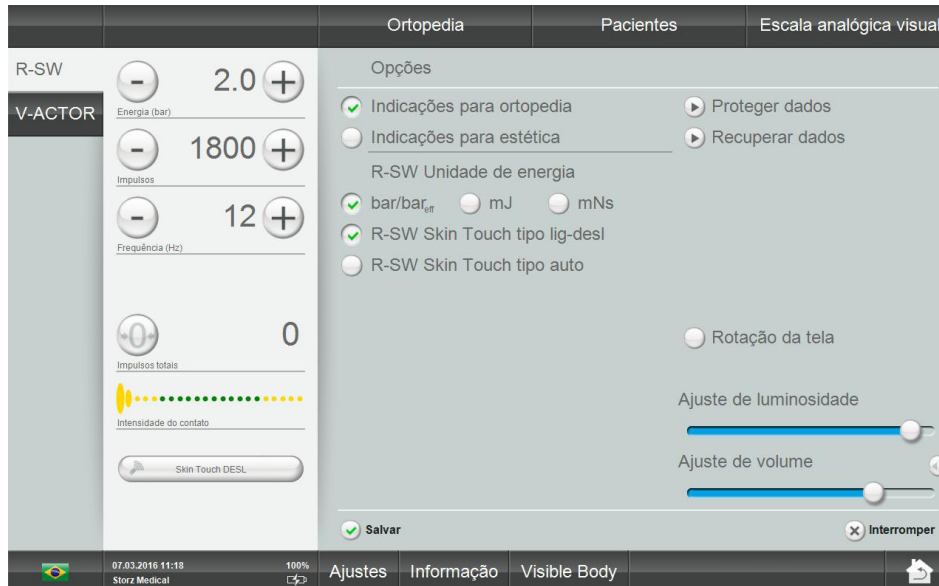 Ortopedia
Pacientes
Escala analógica visual
R-SW
V-ACTOR
2.0
Energia (bar)
1800
Impulsos
12
Frequência (Hz)
0
0
Impulsos totais
Intensidade do contato
Skin Touch DESL
Opções
Indicações para ortopedia
Indicações para estética
R-SW Unidade de energia
bar/bareff mJ mNs
R-SW Skin Touch tipo lig-desl
R-SW Skin Touch tipo auto
Proteger dados
Recuperar dados
Rotação da tela
Ajuste de luminosidade
Ajuste de volume
Salvar
Interromper
07.03.2016 11:18 100%
Storz Medical
Ajustes
Informação
Visible Body